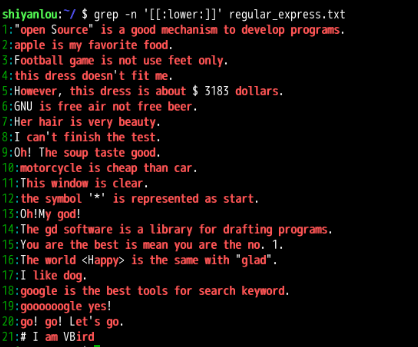 shiyanlou:~/ $ grep -n '[[:lower:]]' regular_express.txt
1:"open Source" is a good mechanism to develop programs.
2:apple is my favorite food.
3:Football game is not use feet only.
4:this dress doesn't fit me.
5:However, this dress is about $ 3183 dollars.
6:GNU is free air not free beer.
7:Her hair is very beauty.
8:I can't finish the test.
9:Oh! The soup taste good.
10:motorcycle is cheap than car.
11:This window is clear.
12:the symbol '*' is represented as start.
13:Oh!My god!
14:The gd software is a library for drafting programs.
15:You are the best is mean you are the no. 1.
16:The world <Happy> is the same with "glad".
17:I like dog.
18:google is the best tools for search keyword.
19:goooooogle yes!
20:go! go! Let's go.
21:# I am VBird